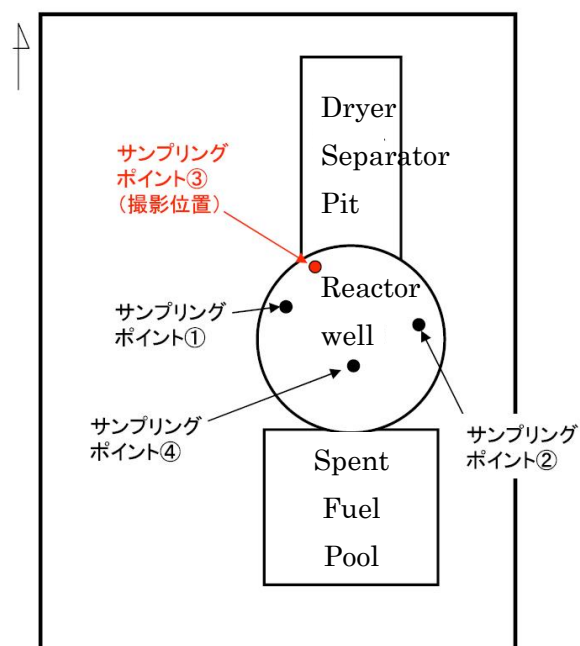 Dryer
Separator
Pit
サンプリング
ポイント③
（撮影位置）
Reactor
well
サンプリング
ポイント①
サンプリング
ポイント④
サンプリング
ポイント②
Spent
Fuel
Pool